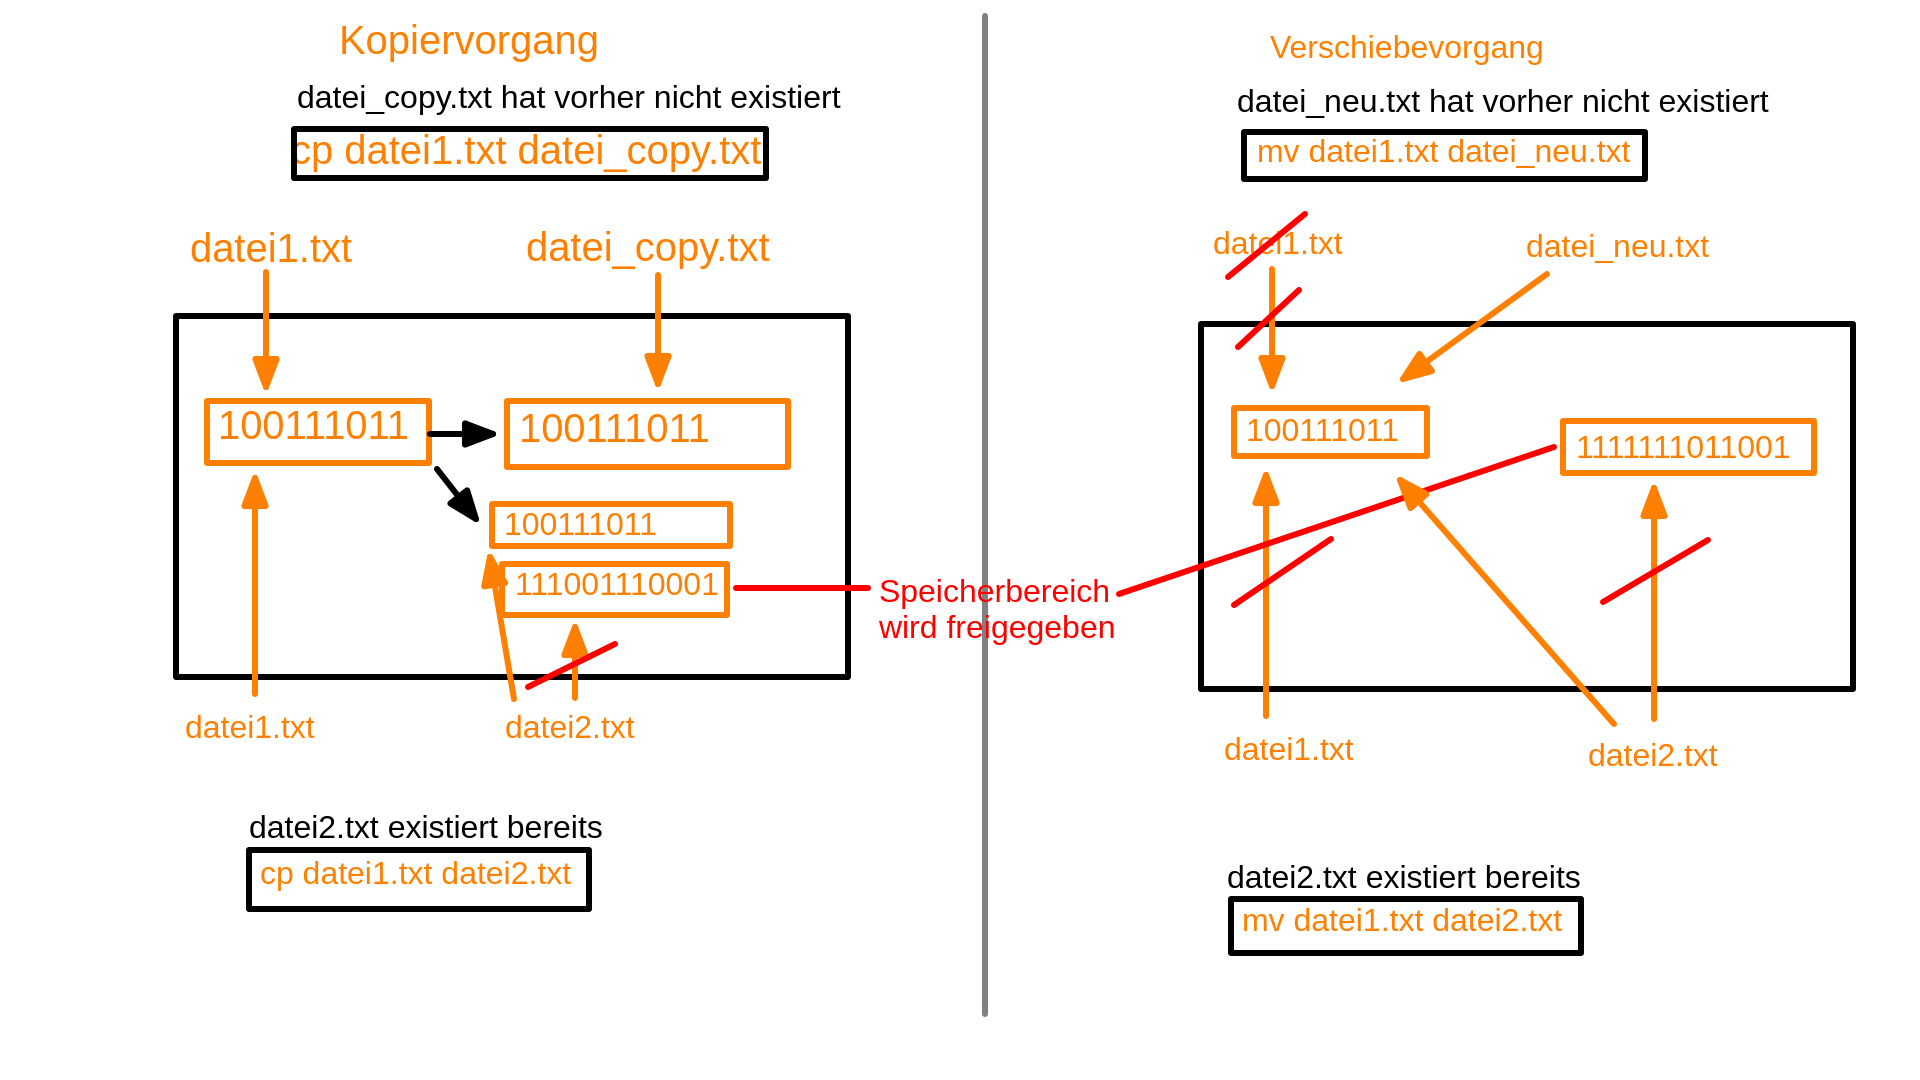 Kopiervorgang
datei_copy.txt hat vorher nicht existiert
cp datei1.txt datei_copy.txt
datei1.txt
datei_copy.txt
100111011
100111011
100111011
111001110001
datei1.txt
datei2.txt
datei2.txt existiert bereits
cp datei1.txt datei2.txt
Speicherbereich
wird freigegeben
Verschiebevorgang
datei_neu.txt hat vorher nicht existiert
mv datei1.txt datei_neu.txt
datei1.txt
datei_neu.txt
100111011
1111111011001
datei1.txt
datei2.txt
datei2.txt existiert bereits
mv datei1.txt datei2.txt